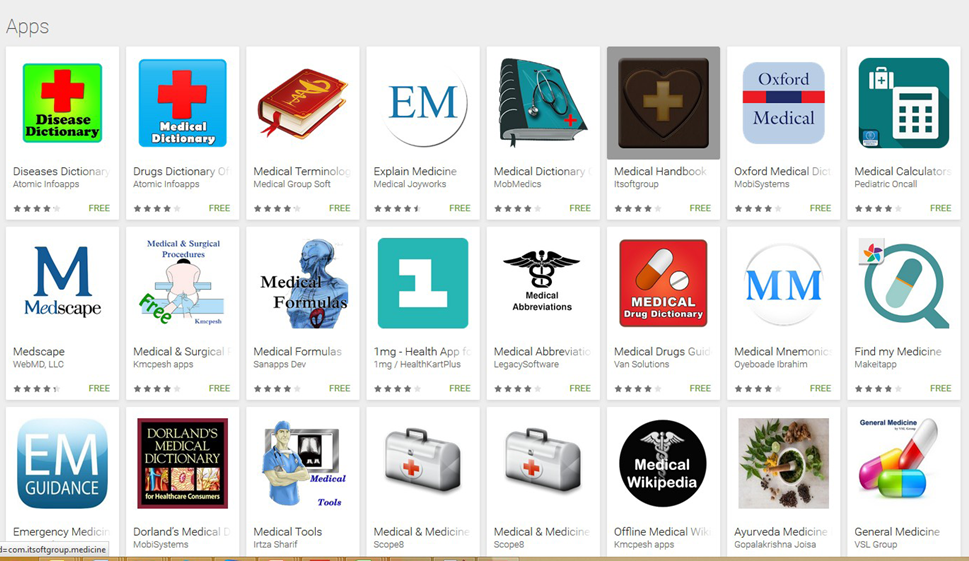 Apps
Disease
Dictionary
Medical
Dictionary
EM
Oxford
Medical
Diseases Dictionary
Drugs Dictionary Of
Medical Terminolog
Explain Medicine
Medical Dictionary
Medical Handbook
Oxford Medical Dict
Medical Calculators
Atomic Infoapps
Atomic Infoapps
Medical Group Soft
Medical Joyworks
MobMedics
Itsoftgroup
MobiSystems
Pediatric Oncall
FREE
FREE
FREE
FREE
FREE
FREE
FREE
FREE
M
Medscape
Medical & Surgical
Procedures
Free
Kmcpesh
Medical
Formulas
1
Medical
Abbreviations
MEDICAL
Drug Dictionary
MM
Medscape
Medical & Surgical
Medical Formulas
1mg - Health App fo
Medical Abbreviatio
Medical Drugs Guid
Medical Mnemonic
Find my Medicine
WebMD, LLC
Kmcpesh apps
Sanapps Dev
1mg / HealthKartPlus
LegacySoftware
Van Solutions
Oyeboade Ibrahim
Makeitapp
FREE
FREE
FREE
FREE
FREE
FREE
FREE
FREE
EM
GUIDANCE
DORLAND'S
MEDICAL
DICTIONARY
for Healthcare Consumers
Medical
Tools
Medical
Wikipedia
General Medicine
by VSL Group
Emergency Medicin
Dorland's Medical D
Medical Tools
Medical & Medicine
Medical & Medicine
Offline Medical Wiki
Ayurveda Medicine
General Medicine
d=com.itsoftgroup.medicine
MobiSystems
Irtza Sharif
Scope8
Scope8
Kmcpesh apps
Gopalakrishna Joisa
VSL Group